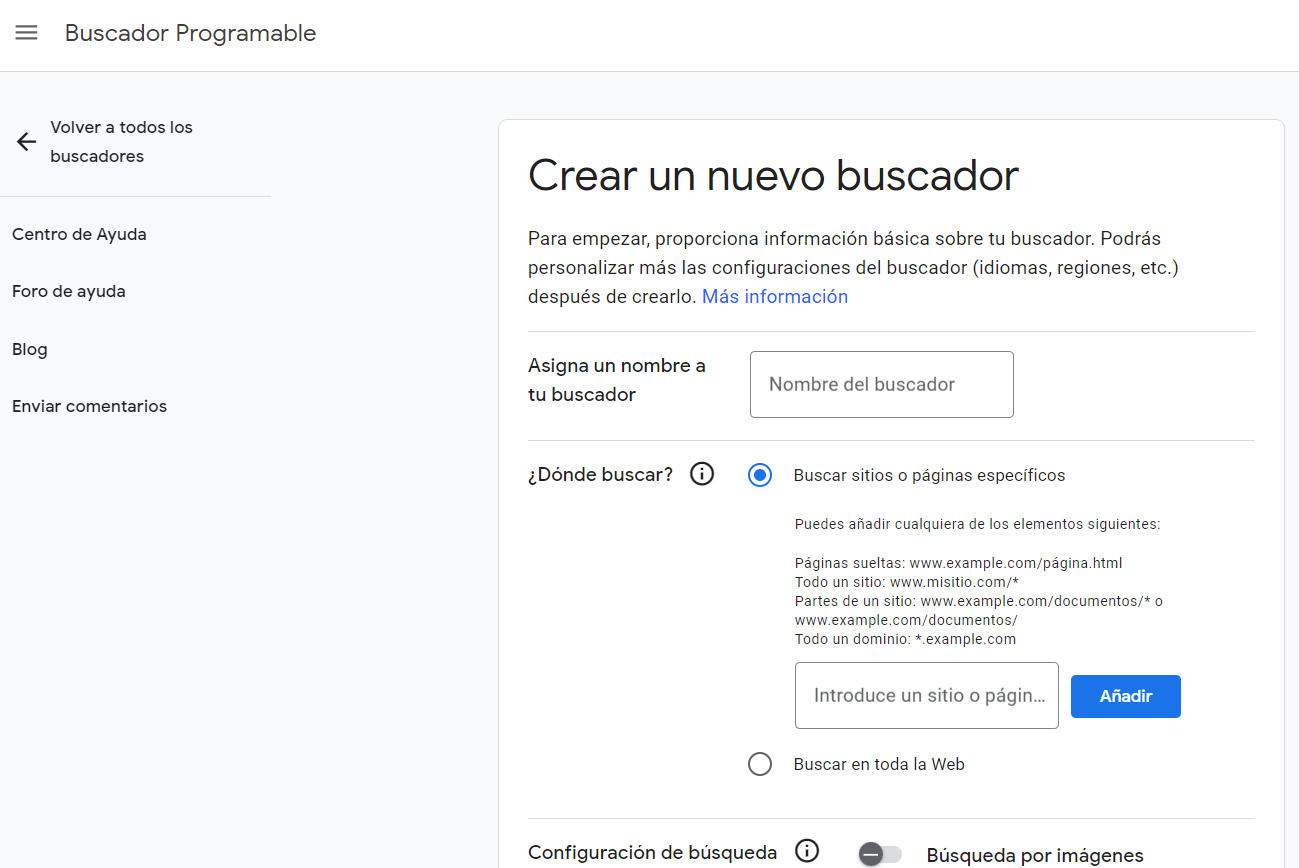 Buscador Programable
Volver a todos los
buscadores
Centro de Ayuda
Foro de ayuda
Blog
Enviar comentarios
Crear un nuevo buscador
Para empezar, proporciona información básica sobre tu buscador. Podrás
personalizar más las configuraciones del buscador (idiomas, regiones, etc.)
después de crearlo. Más información
Asigna un nombre a
tu buscador
Nombre del buscador
¿Dónde buscar?
Buscar sitios o páginas específicos
Puedes añadir cualquiera de los elementos siguientes:
Páginas sueltas: www.example.com/página.html
Todo un sitio: www.misitio.com/*
Partes de un sitio: www.example.com/documentos/* o
www.example.com/documentos/
Todo un dominio: *.example.com
Introduce un sitio o págin...
Añadir
Buscar en toda la Web
Configuración de búsqueda
Búsqueda por imágenes